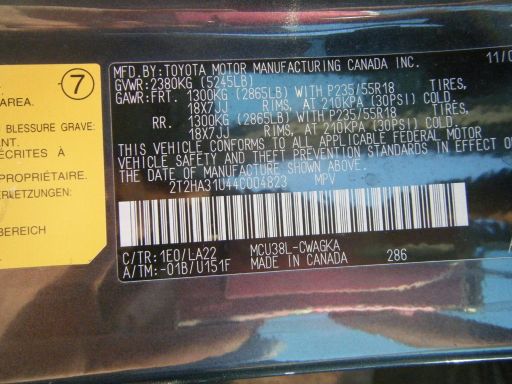 7
AREA.
BLESSURE GRAVE:
ANT.
ÉCRITES À
PROPRIÉTAIRE.
ERLETZUNGEN.
BEREICH
MFD.BY:TOYOTA MOTOR MANUFACTURING CANADA INC. 11/0
GVWR:2380KG (5245LB)
GAWR:FRT. 1300KG (2865LB) WITH P235/55R18 TIRES,
18X7JJ RIMS, AT 210KPA (30PSI) COLD
RR. 1300KG (2865LB) WITH P235/55R18 TIRES,
18X7JJ RIMS, AT 210KPA (30PSI) COLD
THIS VEHICLE CONFORMS TO ALL APPLICABLE FEDERAL MOTOR
VEHICLE SAFETY AND THEFT PREVENTION STANDARDS IN EFFECT ON
THE DATE OF MANUFACTURE SHOWN ABOVE.
2T2HA31U44C004823 MPV
C/TR:1E0/LA22 MCU38L-CWAGKA
A/TM:-01B/U151F MADE IN CANADA 286